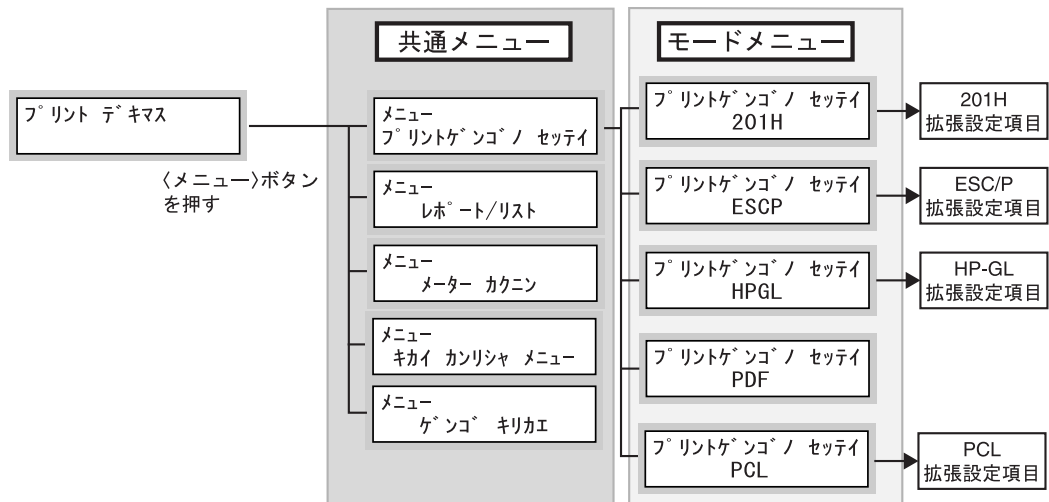 共通メニュー
モードメニュー
プリント デキマス
〈メニュー〉ボタン
を押す
メニュー
プリントゲンゴノ セッテイ
メニュー
レポート/リスト
メニュー
メーター カクニン
メニュー
キカイ カンリシャ メニュー
メニュー
ゲンゴ キリカエ
プリントゲンゴノ セッテイ
201H
プリントゲンゴノ セッテイ
ESCP
プリントゲンゴノ セッテイ
HPGL
プリントゲンゴノ セッテイ
PDF
プリントゲンゴノ セッテイ
PCL
201H
拡張設定項目
ESC/P
拡張設定項目
HP-GL
拡張設定項目
PCL
拡張設定項目